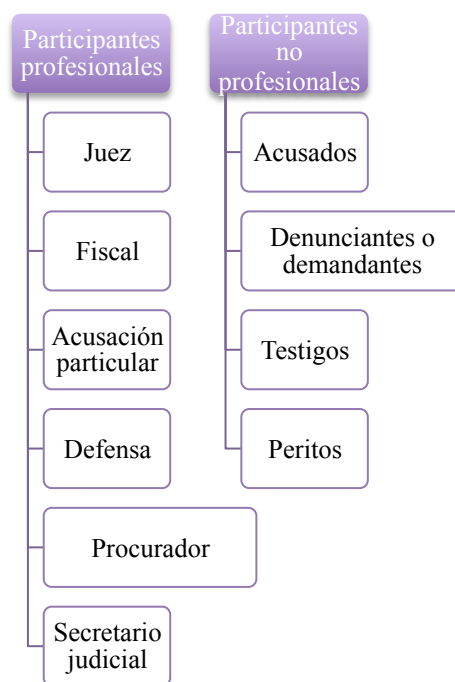 Participantes
profesionales
Juez
Fiscal
Acusación
particular
Defensa
Procurador
Secretario
judicial
Participantes
no
profesionales
Acusados
Denunciantes o
demandantes
Testigos
Peritos